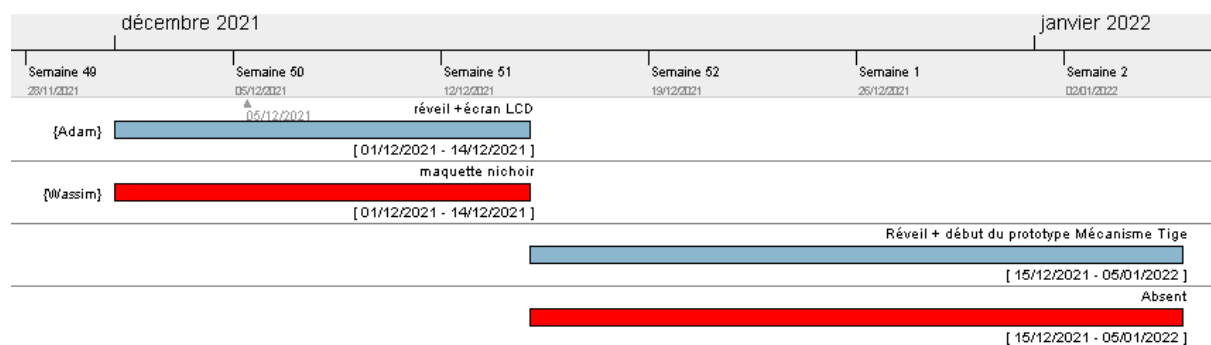 décembre 2021 janvier 2022
Semaine 49 Semaine 50 Semaine 51 Semaine 52 Semaine 1 Semaine 2
28/11/2021 05/12/2021 12/12/2021 19/12/2021 26/12/2021 02/01/2022
05/12/2021
réveil +écran LCD
{Adam}
[ 01/12/2021 - 14/12/2021 ]
maquette nichoir
{Wassim}
[ 01/12/2021 - 14/12/2021 ]
Réveil + début du prototype Mécanisme Tige
[ 15/12/2021 - 05/01/2022 ]
Absent
[ 15/12/2021 - 05/01/2022 ]